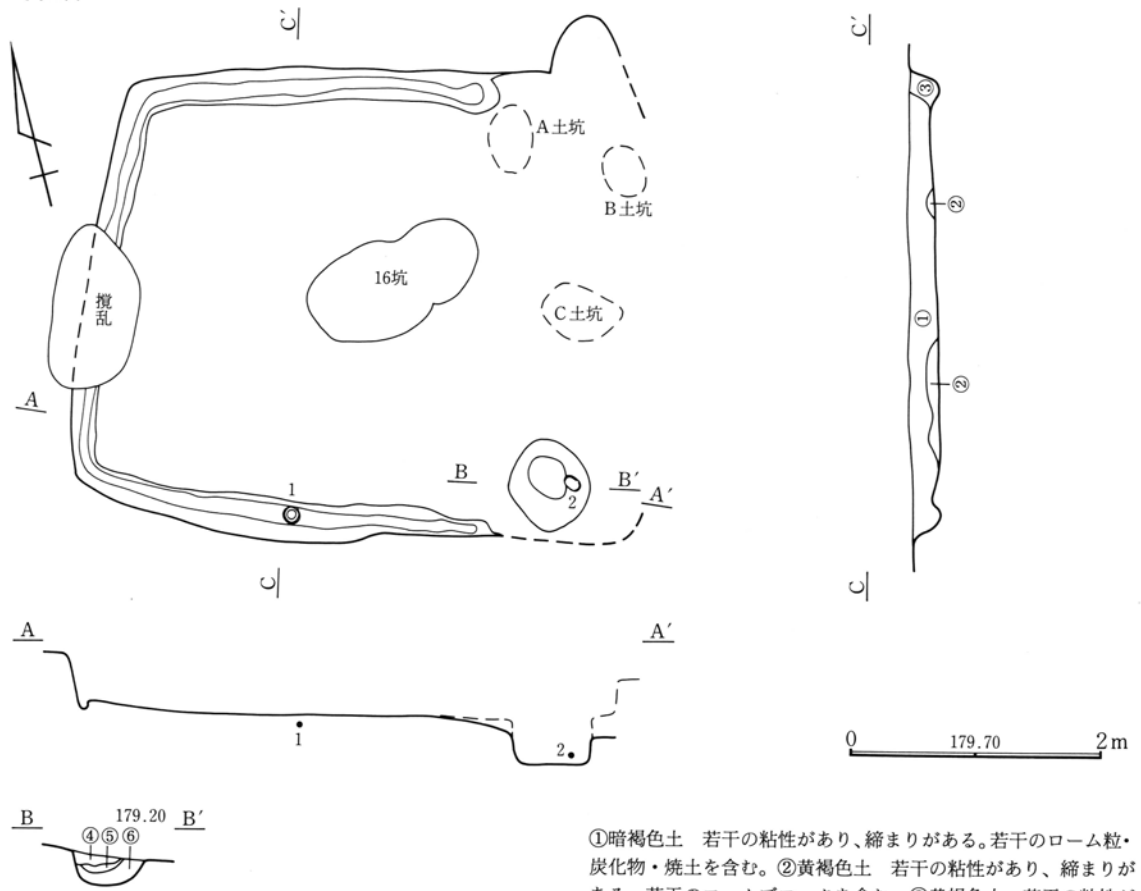 C′
C′
A土坑
B土坑
16坑
C土坑
攪乱
A
B
B′
A′
1
2
C
C
③
②
①
②
A
A′
1
2
0 179.70 2m
B 179.20 B′
④⑤⑥
①暗褐色土 若干の粘性があり、締まりがある。若干のローム粒・
炭化物・焼土を含む。②黄褐色土 若干の粘性があり、締まりが